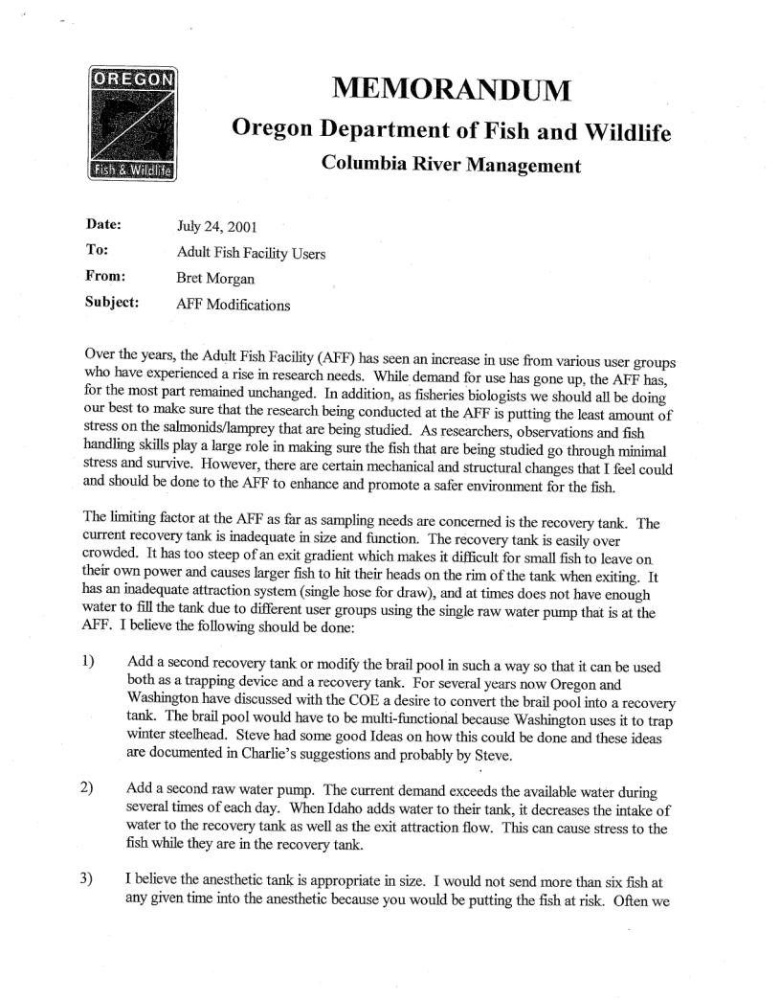 OREGON
Fish & Wildlife
MEMORANDUM
Oregon Department of Fish and Wildlife
Columbia River Management
Date: July 24, 2001
To: Adult Fish Facility Users
From: Bret Morgan
Subject: AFF Modifications
Over the years, the Adult Fish Facility (AFF) has seen an increase in use from various user groups
who have experienced a rise in research needs. While demand for use has gone up, the AFF has,
for the most part remained unchanged. In addition, as fisheries biologists we should all be doing
our best to make sure that the research being conducted at the AFF is putting the least amount of
stress on the salmonids/lamprey that are being studied. As researchers, observations and fish
handling skills play a large role in making sure the fish that are being studied go through minimal
stress and survive. However, there are certain mechanical and structural changes that I feel could
and should be done to the AFF to enhance and promote a safer environment for the fish.
The limiting factor at the AFF as far as sampling needs are concerned is the recovery tank. The
current recovery tank is inadequate in size and function. The recovery tank is easily over
crowded. It has too steep of an exit gradient which makes it difficult for small fish to leave on
their own power and causes larger fish to hit their heads on the rim of the tank when exiting. It
has an inadequate attraction system (single hose for draw), and at times does not have enough
water to fill the tank due to different user groups using the single raw water pump that is at the
AFF. I believe the following should be done:
1) Add a second recovery tank or modify the brail pool in such a way so that it can be used
both as a trapping device and a recovery tank. For several years now Oregon and
Washington have discussed with the COE a desire to convert the brail pool into a recovery
tank. The brail pool would have to be multi-functional because Washington uses it to trap
winter steelhead. Steve had some good Ideas on how this could be done and these ideas
are documented in Charlie's suggestions and probably by Steve.
2) Add a second raw water pump. The current demand exceeds the available water during
several times of each day. When Idaho adds water to their tank, it decreases the intake of
water to the recovery tank as well as the exit attraction flow. This can cause stress to the
fish while they are in the recovery tank.
3) I believe the anesthetic tank is appropriate in size. I would not send more than six fish at
any given time into the anesthetic because you would be putting the fish at risk. Often we